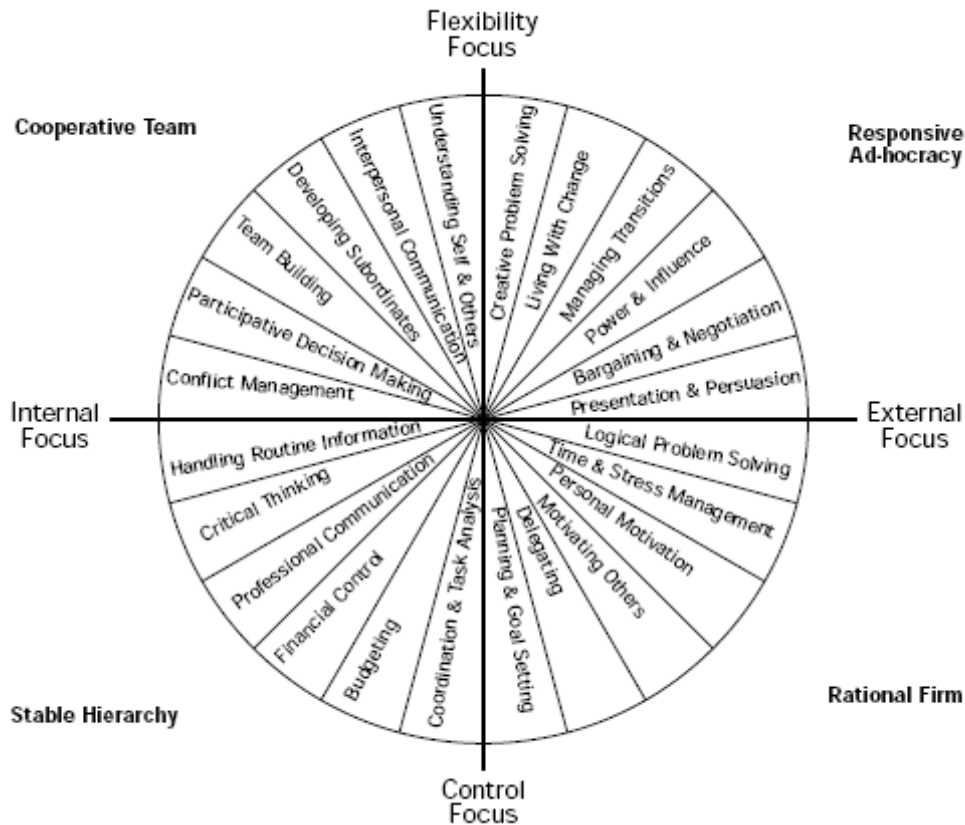 Flexibility
Focus
Cooperative Team
Responsive
Ad-hocracy
Understanding Self & Others
Interpersonal Communication
Developing Subordinates
Team Building
Participative Decision Making
Conflict Management
Creative Problem Solving
Living With Change
Managing Transitions
Power & Influence
Bargaining & Negotiation
Presentation & Persuasion
Internal
Focus
External
Focus
Handling Routine Information
Critical Thinking
Professional Communication
Financial Control
Budgeting
Coordination & Task Analysis
Logical Problem Solving
Time & Stress Management
Personal Motivation
Motivating Others
Delegating
Planning & Goal Setting
Stable Hierarchy
Rational Firm
Control
Focus